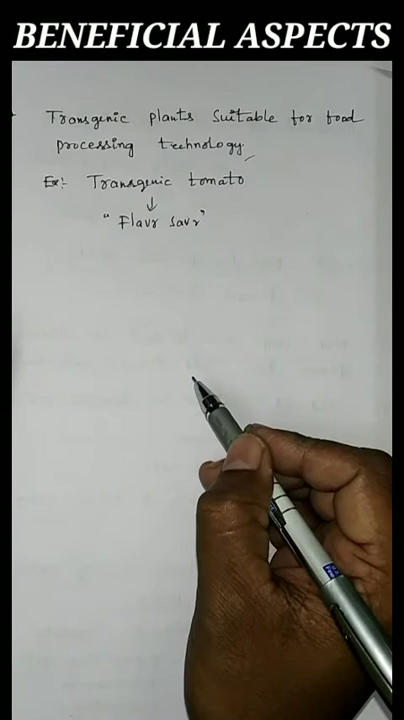 BENEFICIAL ASPECTS
Transgenic plants Suitable for food
processing technology,
Ex:- Transgenic tomato
↓
"Flavr savr"